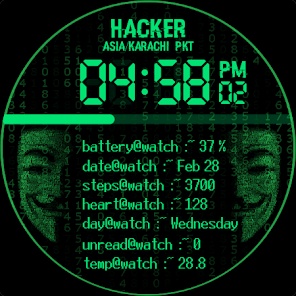 HACKER
ASIA/KARACHI PKT
04:58 PM
02
battery@watch :~ 37 %
date@watch :~ Feb 28
steps@watch :~ 3700
heart@watch :~ 128
day@watch :~ Wednesday
unread@watch :~ 0
temp@watch :~ 28.8